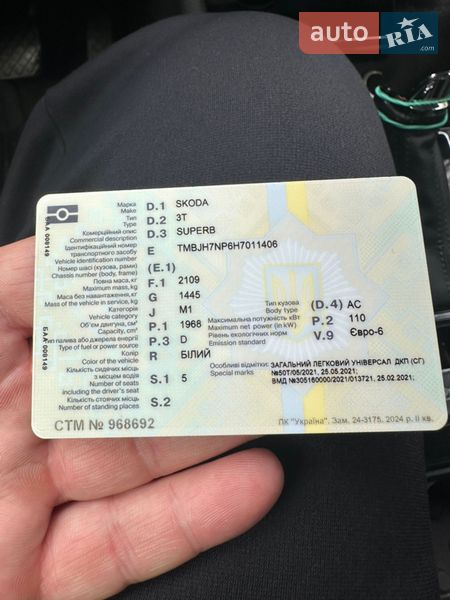 auto RIA
.com
БАА 008149
БАА 008149
Марка D.1 SKODA
Make
Тип D.2 3T
Type
Комерційний опис D.3 SUPERB
Commercial description
Ідентифікаційний номер
транспортного засобу E TMBJH7NP6H7011406
Vehicle identification number
Номер шасі (кузова, рами) (E.1)
Chassis number (body, frame)
Повна маса, кг F.1 2109
Maximum mass, kg
Маса без навантаження, кг G 1445
Mass of the vehicle in service, kg
Категорія J M1
Vehicle category
Об'єм двигуна, см³ P.1 1968
Capacity, cm³
п палива або джерела енергії P.3 D
Type of fuel or power source
Колір R БІЛИЙ
Color of the vehicle
Кількість сидячих місць
з місцем водія S.1 5
Number of seats
including the driver's seat
Кількість стоячих місць S.2
Number of standing places
Тип кузова (D.4) AC
Body type
Максимальна потужність кВт P.2 110
Maximum net power (in kW)
Рівень екологічних норм V.9 Євро-6
Emission standard
Особливі відмітки: ЗАГАЛЬНИЙ ЛЕГКОВИЙ УНІВЕРСАЛ ДКП (СГ)
Special marks №50Т/05/2021, 25.05.2021;
ВМД №305160000/2021/013721, 25.02.2021;
СТМ № 968692
ПК "Україна". Зам. 24-3175. 2024 р. II кв.